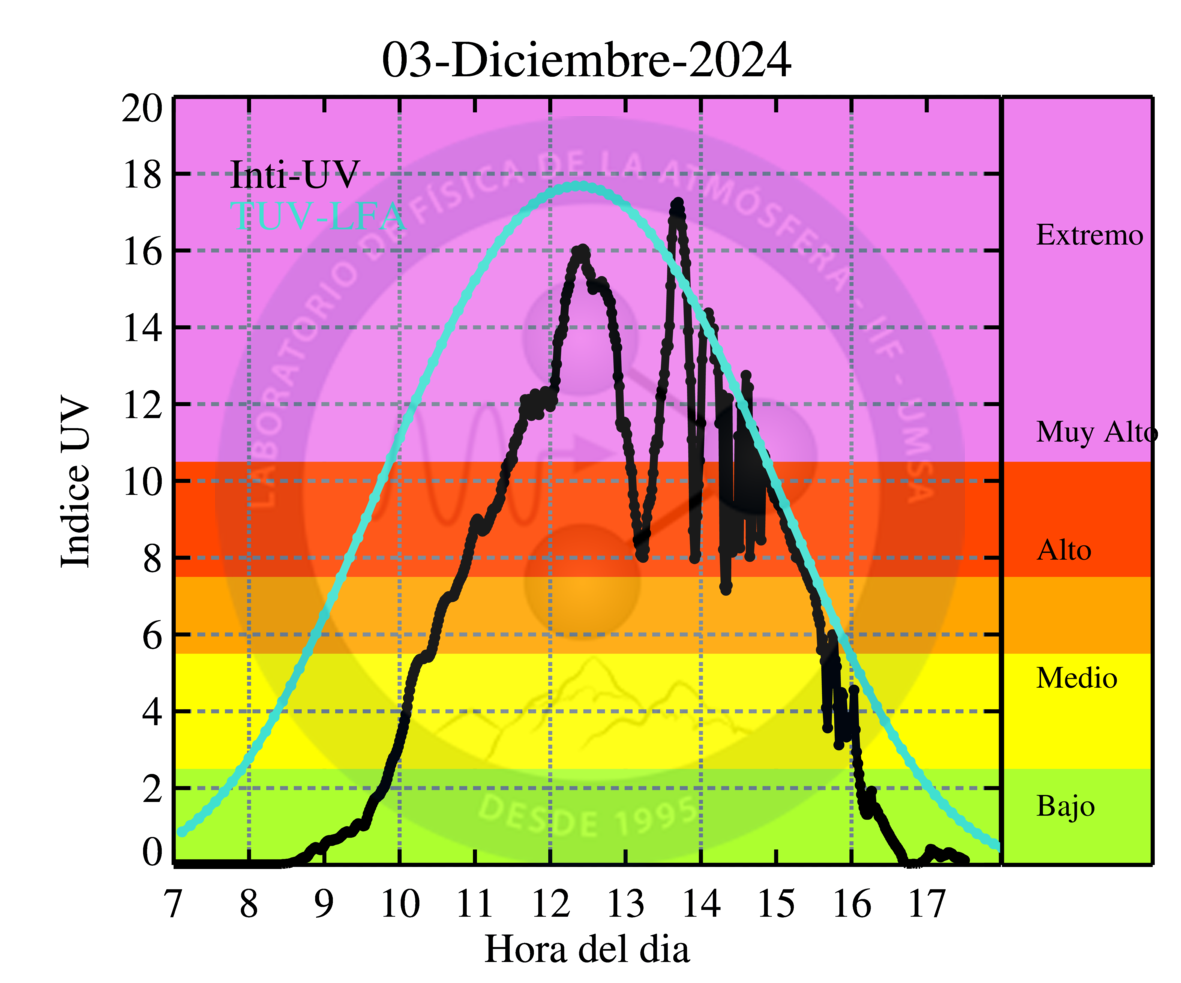 03-Diciembre-2024
Inti-UV
TUV-LFA
LABORATORIO DE FÍSICA DE LA ATMÓSFERA - IIF - UMSA
DESDE 1995
Indice UV
20
18
16
14
12
10
8
6
4
2
0
7 8 9 10 11 12 13 14 15 16 17
Hora del dia
Extremo
Muy Alto
Alto
Medio
Bajo